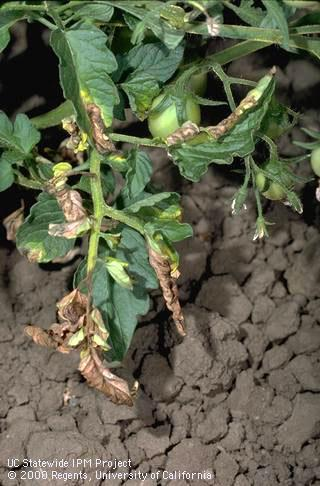 UC Statewide IPM Project
© 2000 Regents, University of California